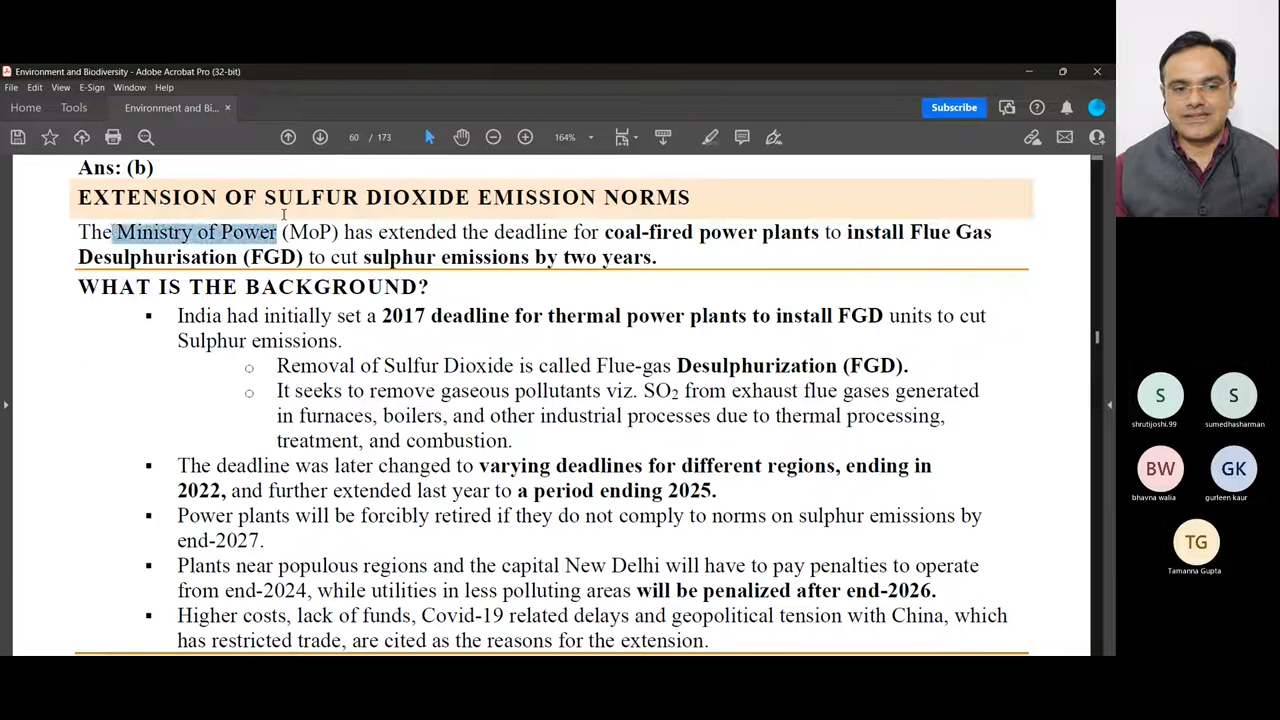 Environment and Biodiversity - Adobe Acrobat Pro (32-bit)
File Edit View E-Sign Window Help
Home Tools Environment and Bi... × Subscribe
60 / 173 164%
Ans: (b)
EXTENSION OF SULFUR DIOXIDE EMISSION NORMS
The Ministry of Power (MoP) has extended the deadline for coal-fired power plants to install Flue Gas
Desulphurisation (FGD) to cut sulphur emissions by two years.
WHAT IS THE BACKGROUND?
▪ India had initially set a 2017 deadline for thermal power plants to install FGD units to cut
Sulphur emissions.
o Removal of Sulfur Dioxide is called Flue-gas Desulphurization (FGD).
o It seeks to remove gaseous pollutants viz. SO₂ from exhaust flue gases generated
in furnaces, boilers, and other industrial processes due to thermal processing,
treatment, and combustion.
▪ The deadline was later changed to varying deadlines for different regions, ending in
2022, and further extended last year to a period ending 2025.
▪ Power plants will be forcibly retired if they do not comply to norms on sulphur emissions by
end-2027.
▪ Plants near populous regions and the capital New Delhi will have to pay penalties to operate
from end-2024, while utilities in less polluting areas will be penalized after end-2026.
▪ Higher costs, lack of funds, Covid-19 related delays and geopolitical tension with China, which
has restricted trade, are cited as the reasons for the extension.
S S
shrutijoshi.99 sumedhasharman
BW GK
bhavna walia gurleen kaur
TG
Tamanna Gupta